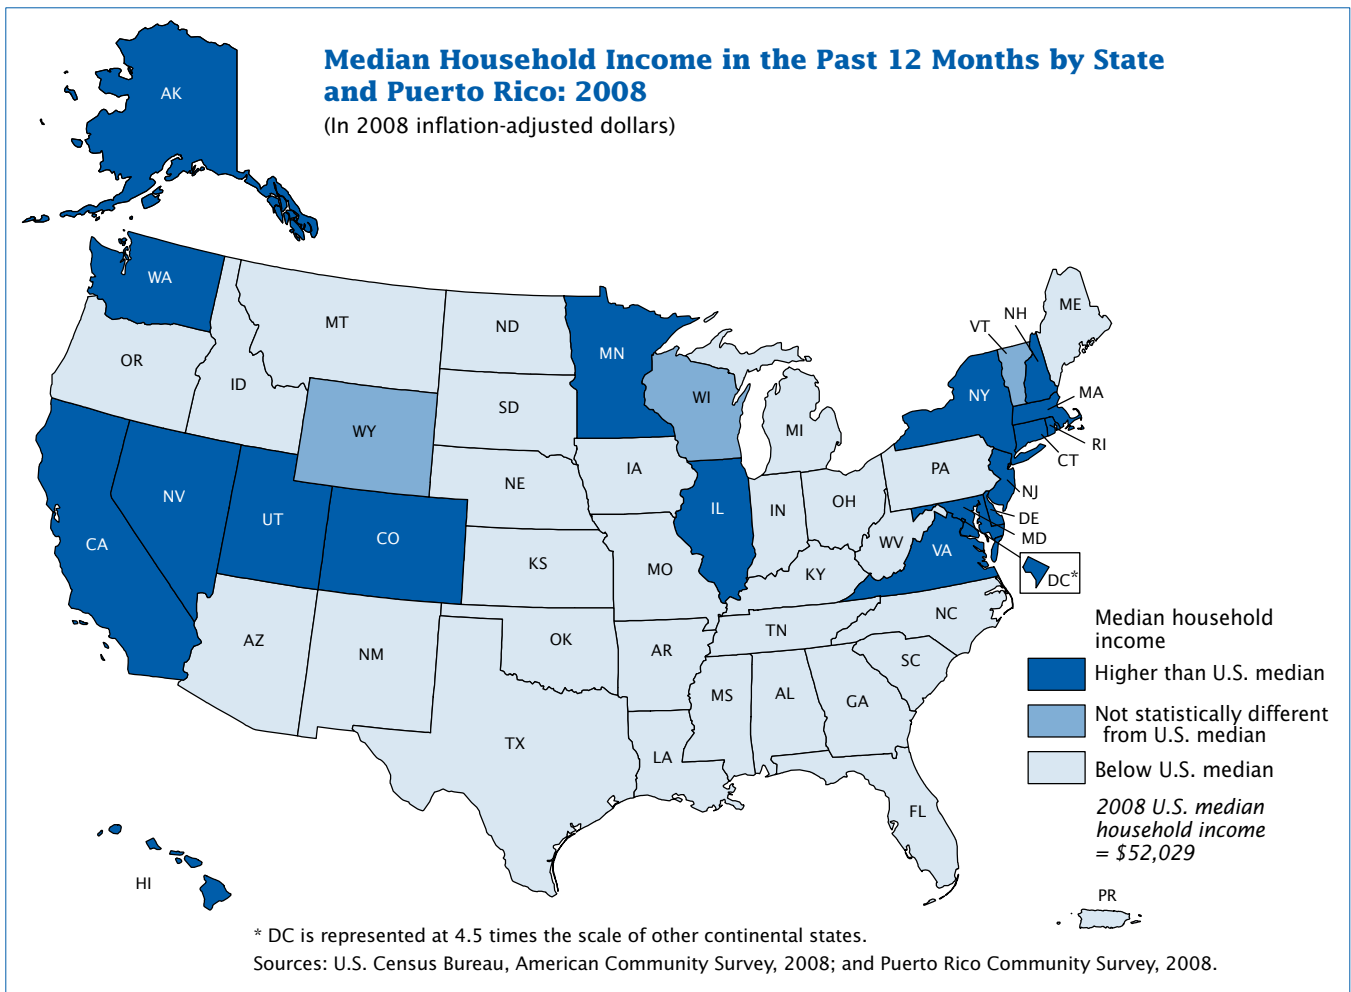 Median Household Income in the Past 12 Months by State
and Puerto Rico: 2008
(In 2008 inflation-adjusted dollars)
AK
WA
MT
ND
MN
OR
ID
SD
WI
WY
MI
NY
VT
NH
ME
MA
RI
CT
NV
UT
CO
CA
NE
IA
IL
IN
OH
PA
NJ
DE
MD
DC*
KS
MO
KY
WV
VA
AZ
NM
OK
AR
TN
NC
SC
MS
AL
GA
TX
LA
FL
HI
PR
Median household
income
Higher than U.S. median
Not statistically different
from U.S. median
Below U.S. median
2008 U.S. median
household income
= $52,029
* DC is represented at 4.5 times the scale of other continental states.
Sources: U.S. Census Bureau, American Community Survey, 2008; and Puerto Rico Community Survey, 2008.